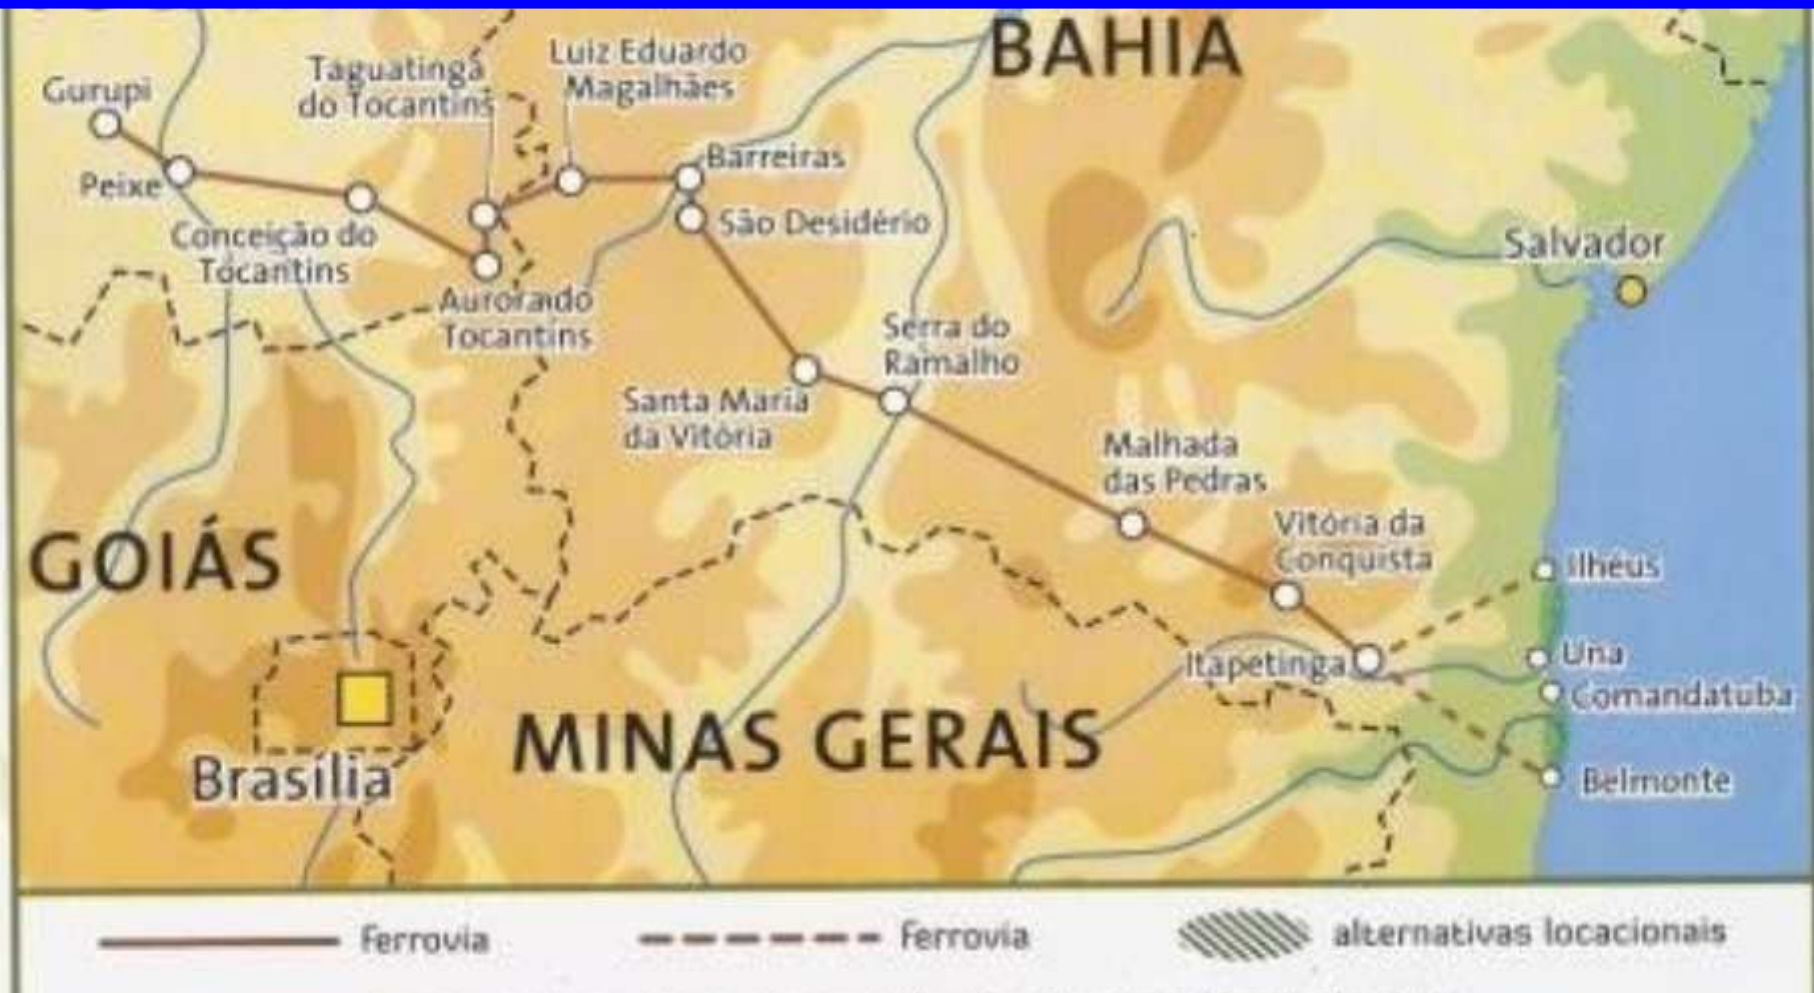 BAHIA
Gurupi
Taguatinga
do Tocantins
Luiz Eduardo
Magalhães
Peixe
Barreiras
Conceição do
Tocantins
São Desidério
Salvador
Aurora do
Tocantins
Serra do
Ramalho
Santa Maria
da Vitória
Malhada
das Pedras
Vitória da
Conquista
GOIÁS
Ilhéus
Itapetinga
Una
Comandatuba
MINAS GERAIS
Brasília
Belmonte
Ferrovia
Ferrovia
alternativas locacionais